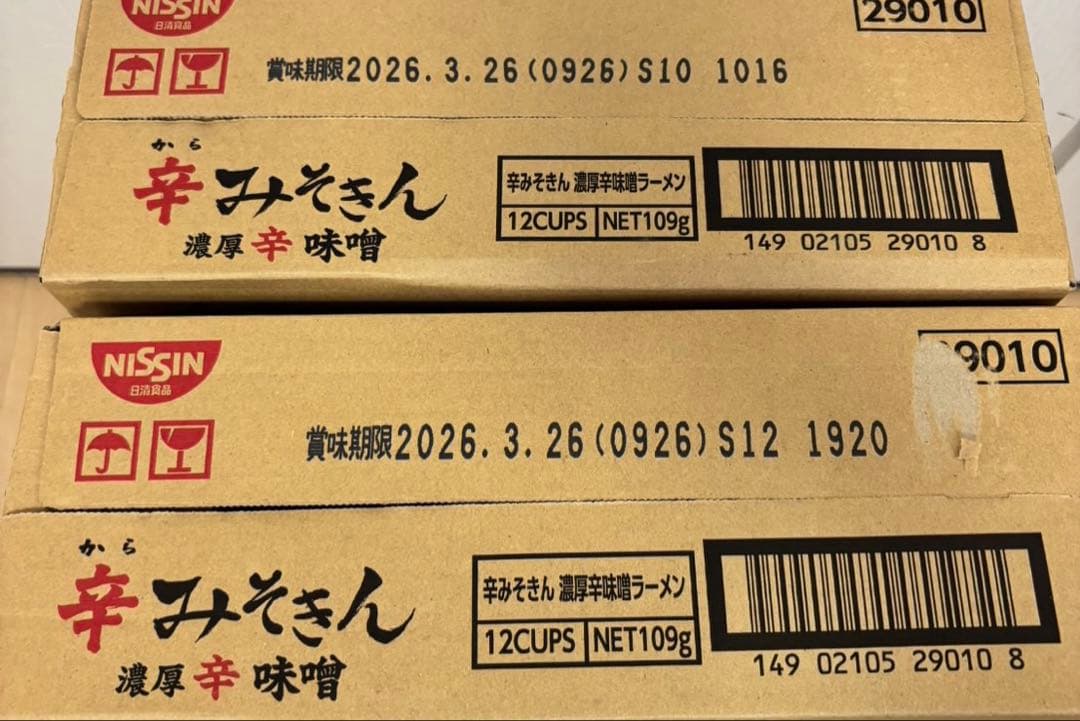 NISSIN
日清食品
29010
賞味期限2026.3.26(0926)S10 1016
から
辛みそきん
濃厚辛味噌
辛みそきん 濃厚辛味噌ラーメン
12CUPS NET109g
149 02105 29010 8
NISSIN
日清食品
9010
賞味期限2026.3.26(0926)S12 1920
から
辛みそきん
濃厚辛味噌
辛みそきん 濃厚辛味噌ラーメン
12CUPS NET109g
149 02105 29010 8